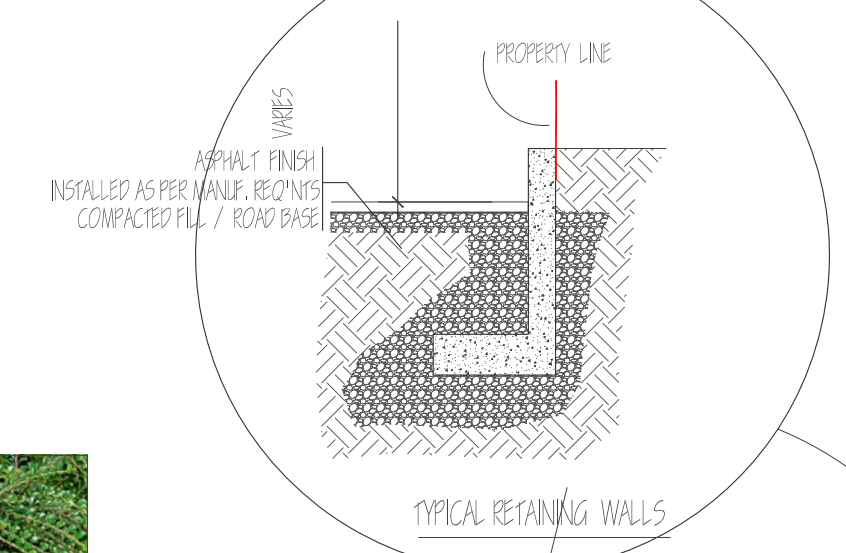 PROPERTY LINE
VARIES
ASPHALT FINISH
INSTALLED AS PER MANUF. REQ'NTS
COMPACTED FILL / ROAD BASE
TYPICAL RETAINING WALLS